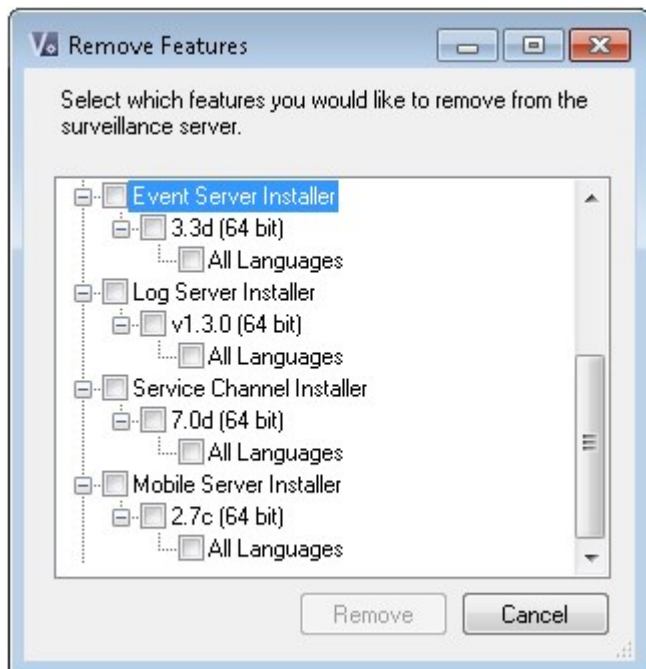 Remove Features
Select which features you would like to remove from the
surveillance server.
Event Server Installer
3.3d (64 bit)
All Languages
Log Server Installer
v1.3.0 (64 bit)
All Languages
Service Channel Installer
7.0d (64 bit)
All Languages
Mobile Server Installer
2.7c (64 bit)
All Languages
Remove
Cancel